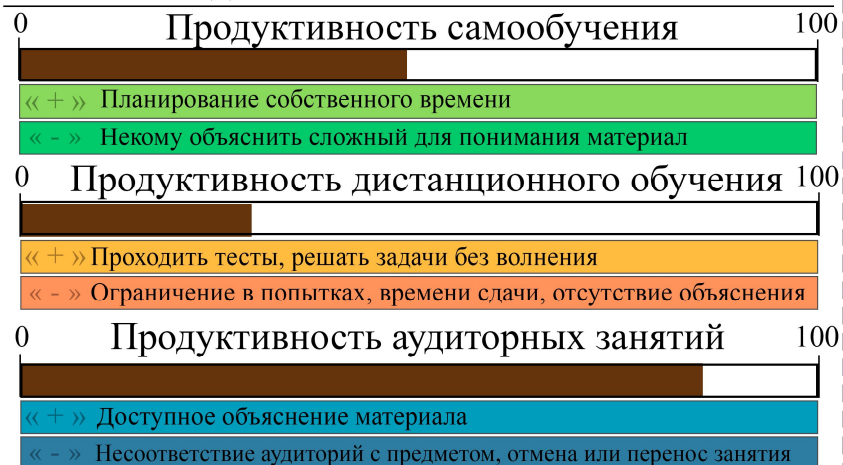 0 Продуктивность самообучения 100
« + » Планирование собственного времени
« - » Некому объяснить сложный для понимания материал
0 Продуктивность дистанционного обучения 100
« + » Проходить тесты, решать задачи без волнения
« - » Ограничение в попытках, времени сдачи, отсутствие объяснения
0 Продуктивность аудиторных занятий 100
« + » Доступное объяснение материала
« - » Несоответствие аудиторий с предметом, отмена или перенос занятия